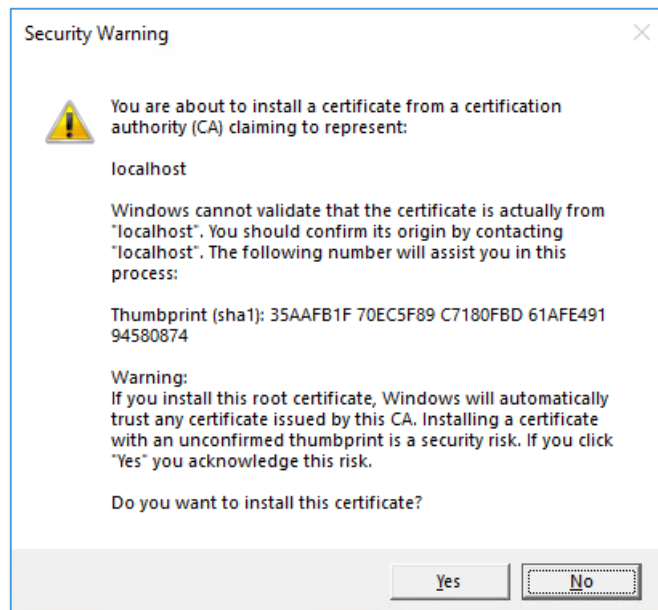 Security Warning
You are about to install a certificate from a certification
authority (CA) claiming to represent:
localhost
Windows cannot validate that the certificate is actually from
"localhost". You should confirm its origin by contacting
"localhost". The following number will assist you in this
process:
Thumbprint (sha1): 35AAFB1F 70EC5F89 C7180FBD 61AFE491
94580874
Warning:
If you install this root certificate, Windows will automatically
trust any certificate issued by this CA. Installing a certificate
with an unconfirmed thumbprint is a security risk. If you click
"Yes" you acknowledge this risk.
Do you want to install this certificate?
Yes
No